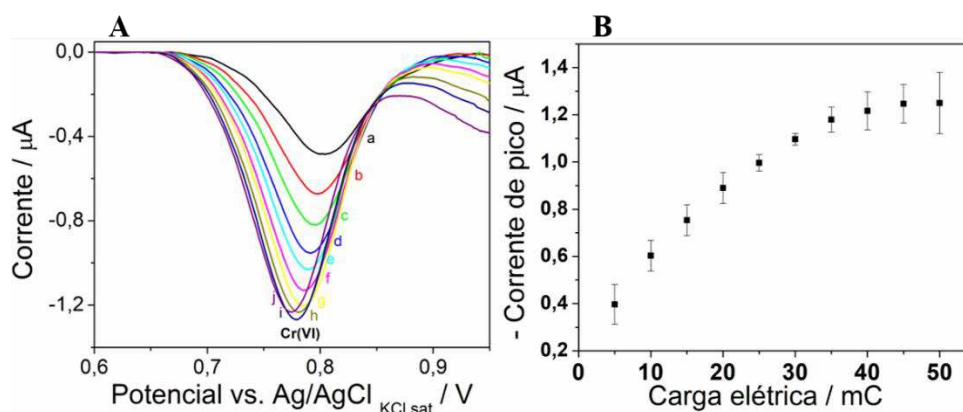 A
0,0
-0,4
-0,8
-1,2
Corrente / µA
0,6
0,7
0,8
0,9
Potencial vs. Ag/AgCl KCl sat / V
a
b
c
d
e
f
g
h
i
j
Cr(VI)
B
1,4
1,2
1,0
0,8
0,6
0,4
0,2
- Corrente de pico / µA
0
10
20
30
40
50
Carga elétrica / mC